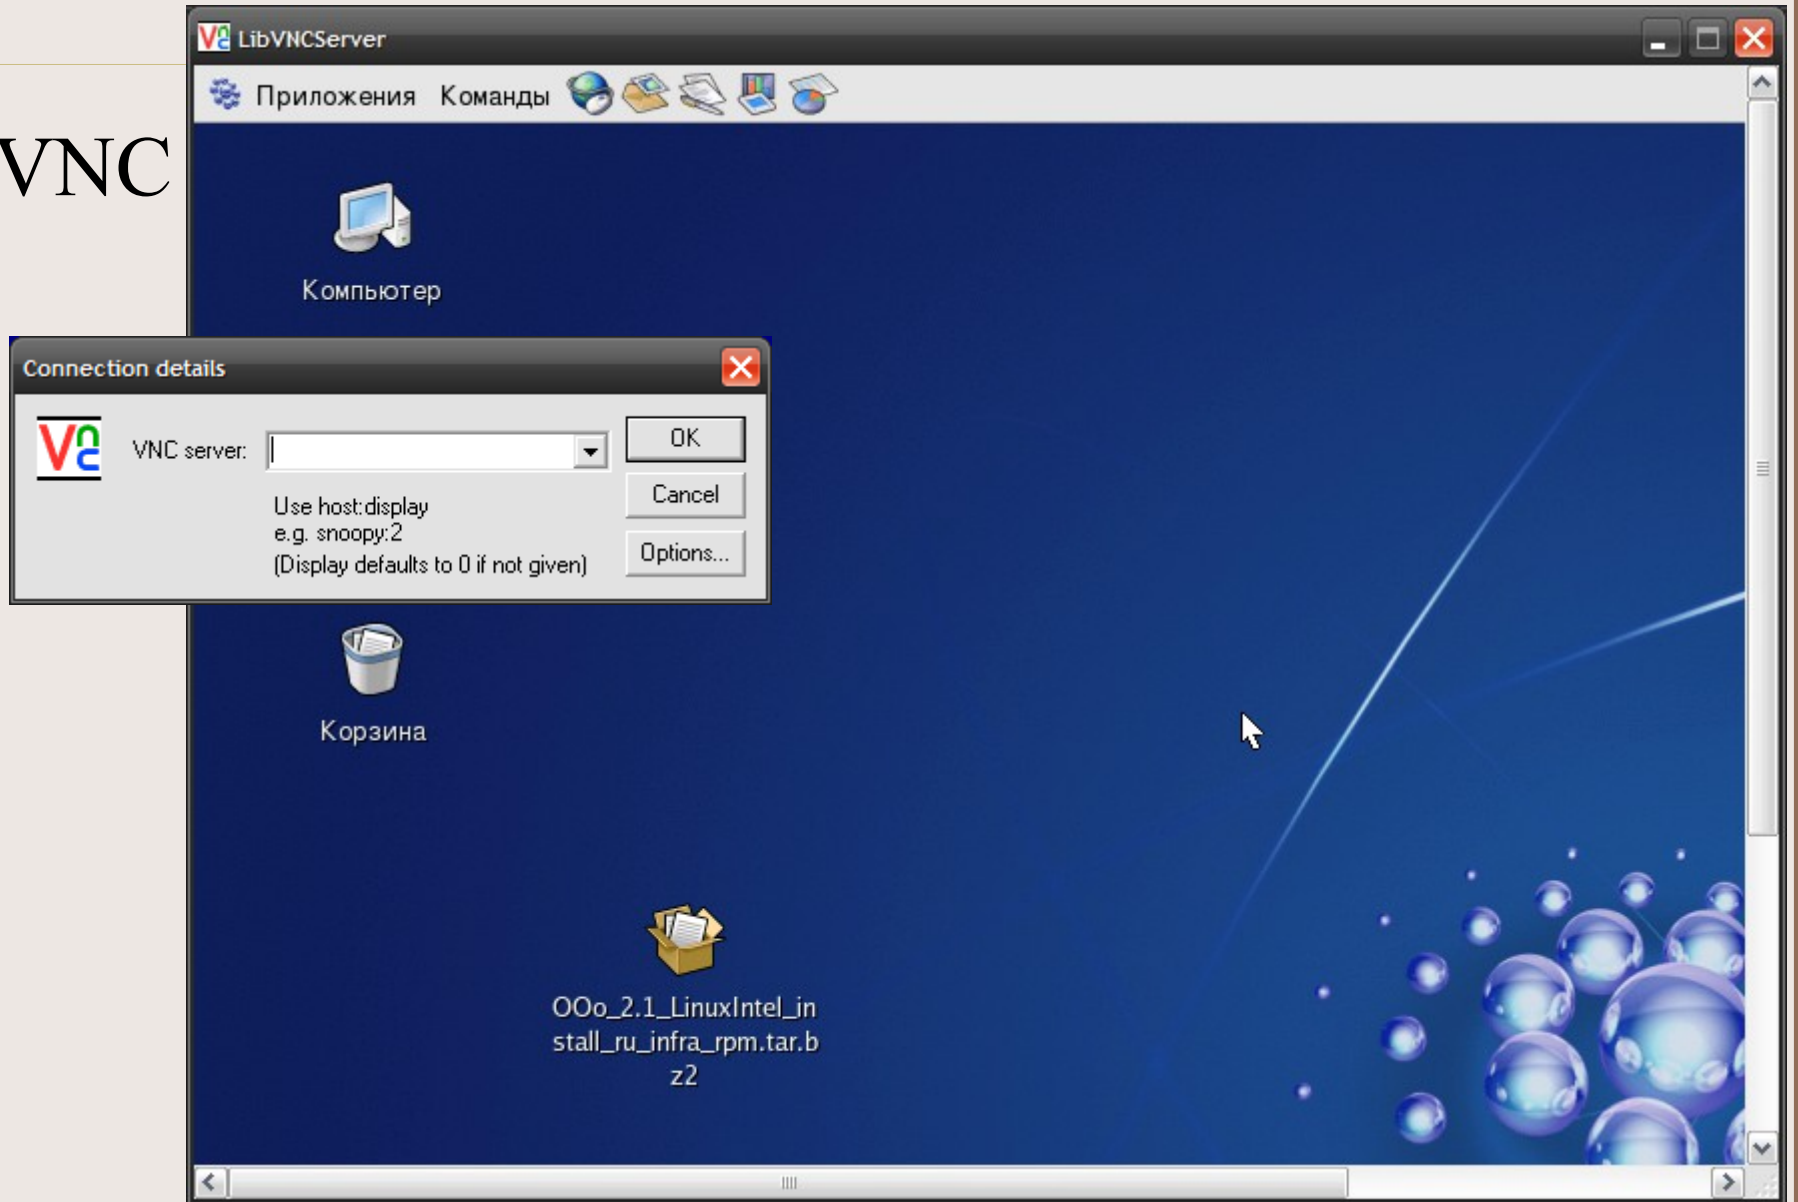 VNC
LibVNCServer
Приложения Команды
Компьютер
Connection details
VNC server:
OK
Cancel
Options...
Use host:display
e.g. snoopy:2
(Display defaults to 0 if not given)
Корзина
OOo_2.1_LinuxIntel_in
stall_ru_infra_rpm.tar.b
z2